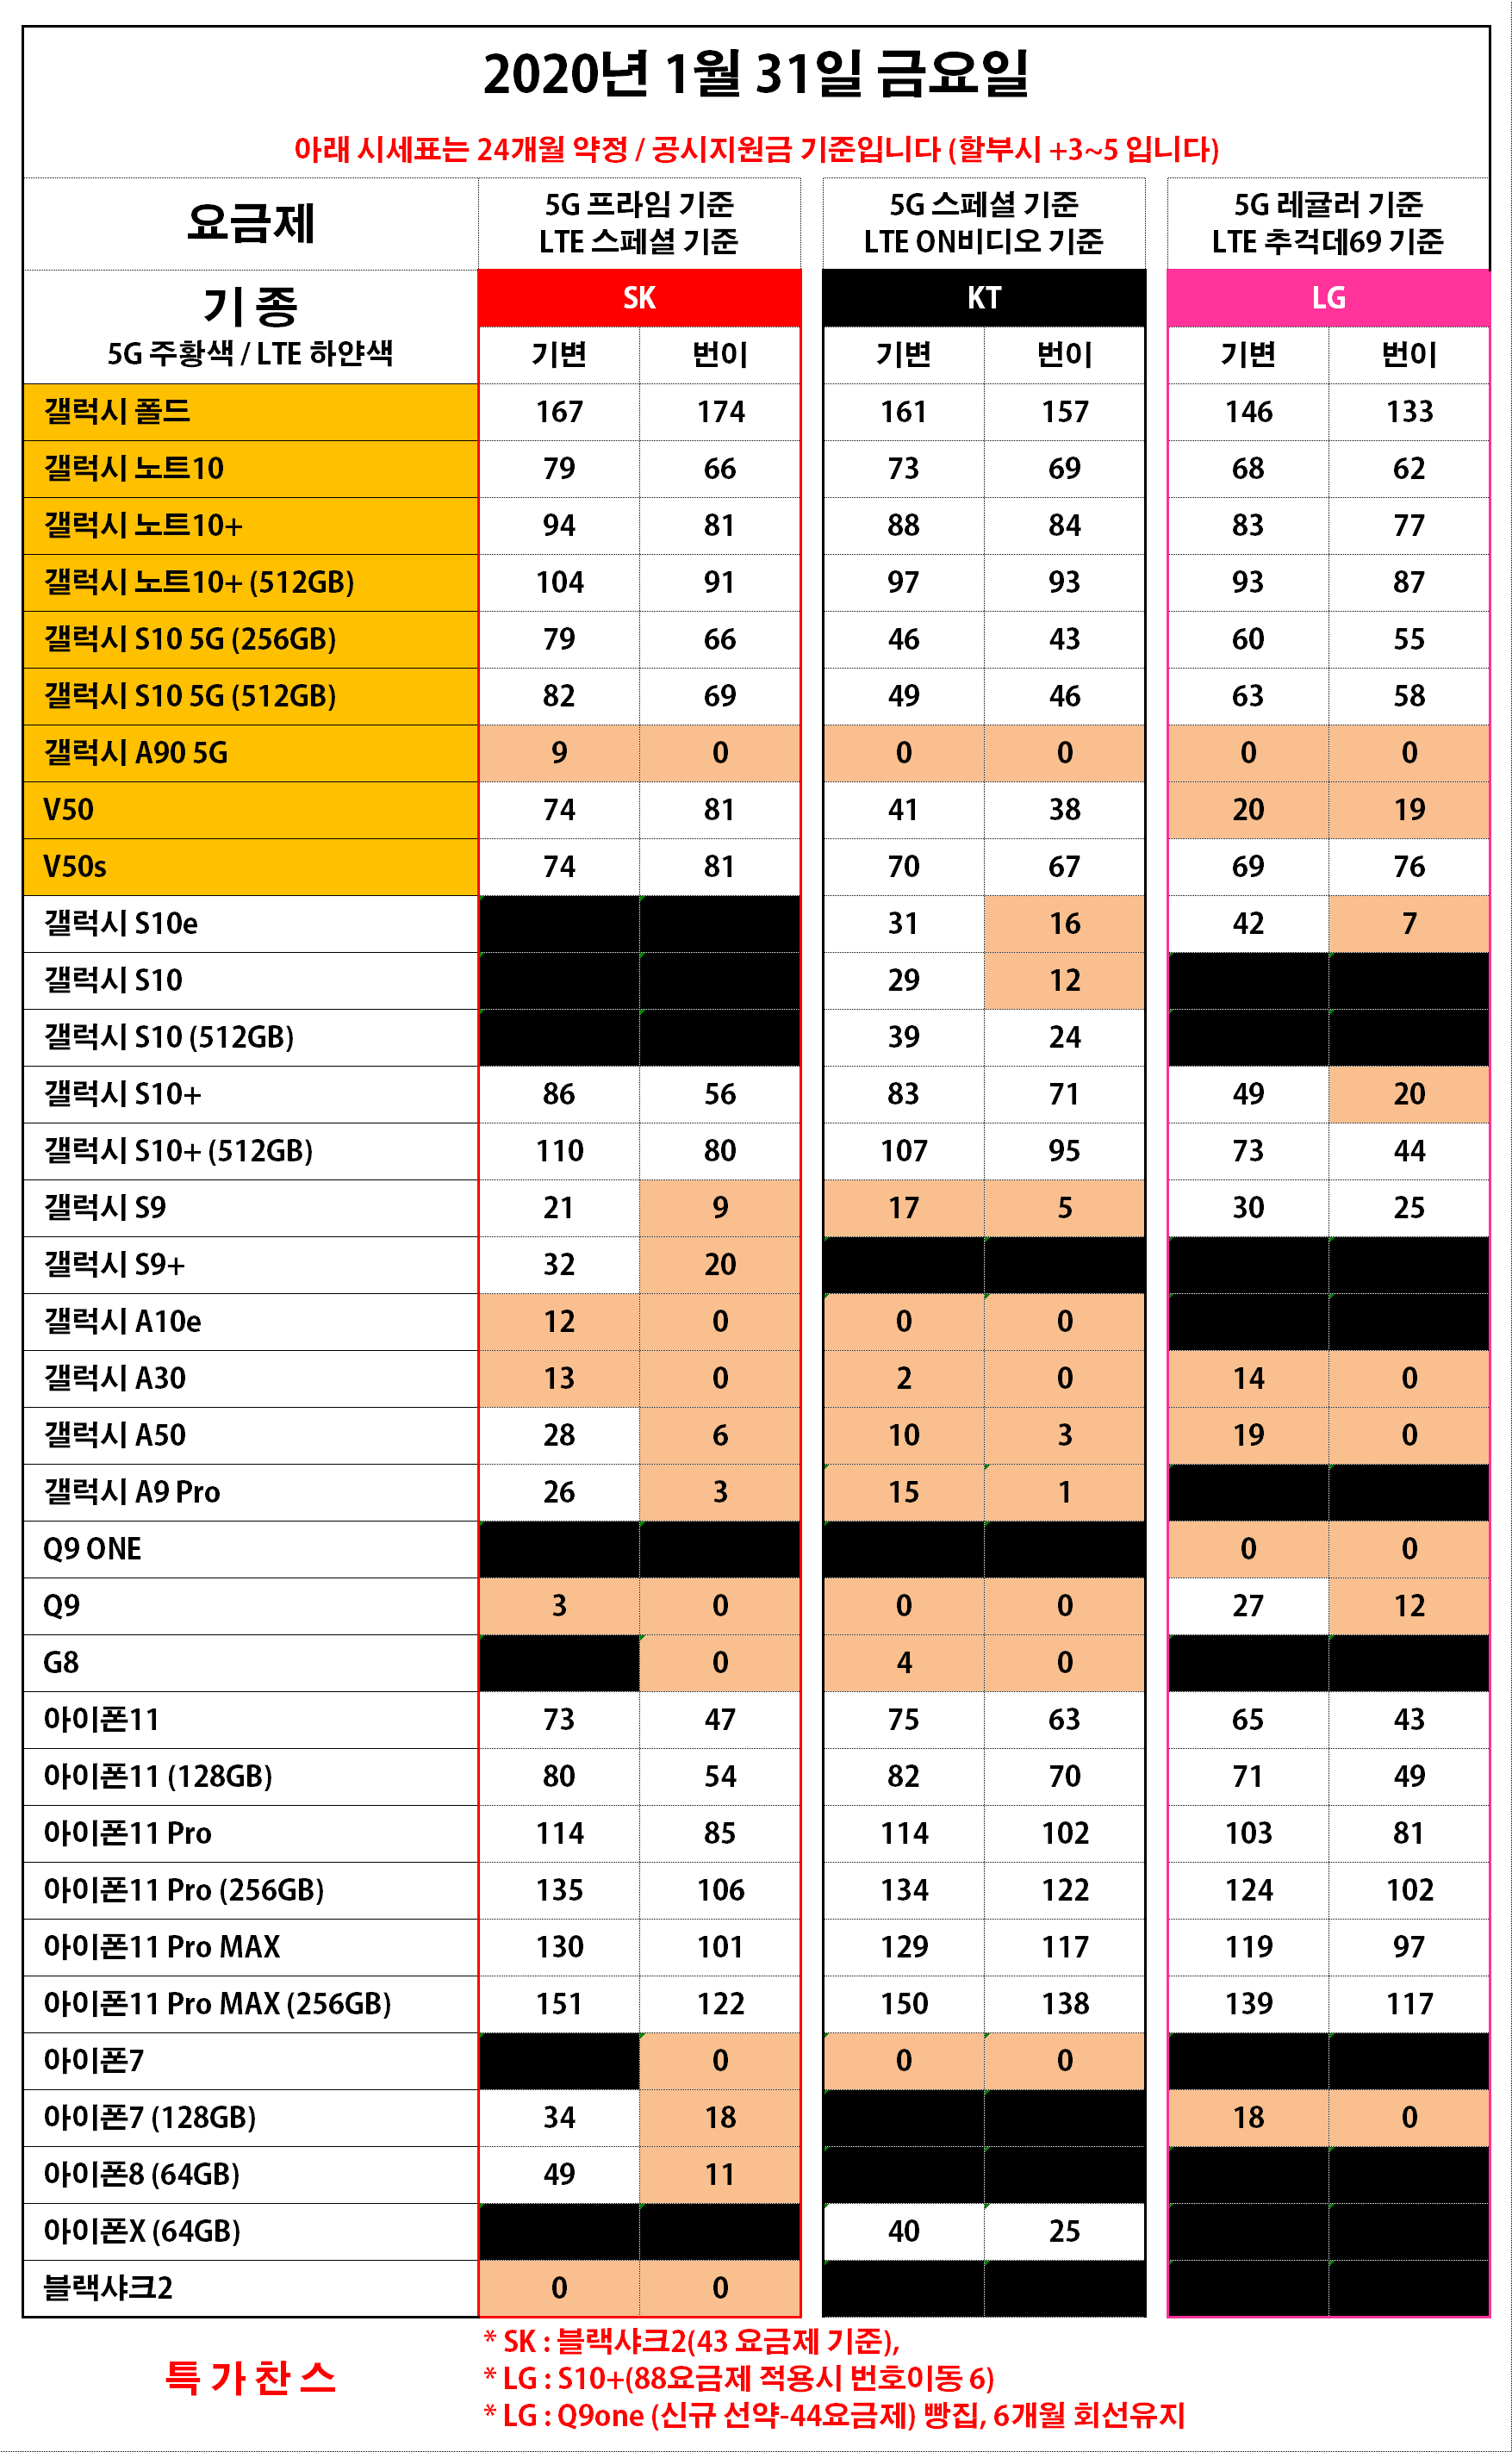 2020년 1월 31일 금요일
아래 시세표는 24개월 약정 / 공시지원금 기준입니다 (할부시 +3~5 입니다)
요금제
5G 프라임 기준
LTE 스페셜 기준
5G 스페셜 기준
LTE ON비디오 기준
5G 레귤러 기준
LTE 추걱데69 기준
기 종
5G 주황색 / LTE 하얀색
SK KT LG
기변 번이 기변 번이 기변 번이
갤럭시 폴드 167 174 161 157 146 133
갤럭시 노트10 79 66 73 69 68 62
갤럭시 노트10+ 94 81 88 84 83 77
갤럭시 노트10+ (512GB) 104 91 97 93 93 87
갤럭시 S10 5G (256GB) 79 66 46 43 60 55
갤럭시 S10 5G (512GB) 82 69 49 46 63 58
갤럭시 A90 5G 9 0 0 0 0 0
V50 74 81 41 38 20 19
V50s 74 81 70 67 69 76
갤럭시 S10e 31 16 42 7
갤럭시 S10 29 12
갤럭시 S10 (512GB) 39 24
갤럭시 S10+ 86 56 83 71 49 20
갤럭시 S10+ (512GB) 110 80 107 95 73 44
갤럭시 S9 21 9 17 5 30 25
갤럭시 S9+ 32 20
갤럭시 A10e 12 0 0 0
갤럭시 A30 13 0 2 0 14 0
갤럭시 A50 28 6 10 3 19 0
갤럭시 A9 Pro 26 3 15 1
Q9 ONE 0 0
Q9 3 0 0 0 27 12
G8 0 4 0
아이폰11 73 47 75 63 65 43
아이폰11 (128GB) 80 54 82 70 71 49
아이폰11 Pro 114 85 114 102 103 81
아이폰11 Pro (256GB) 135 106 134 122 124 102
아이폰11 Pro MAX 130 101 129 117 119 97
아이폰11 Pro MAX (256GB) 151 122 150 138 139 117
아이폰7 0 0 0
아이폰7 (128GB) 34 18 18 0
아이폰8 (64GB) 49 11
아이폰X (64GB) 40 25
블랙샤크2 0 0
특 가 찬 스
* SK : 블랙샤크2(43 요금제 기준),
* LG : S10+(88요금제 적용시 번호이동 6)
* LG : Q9one (신규 선약-44요금제) 빵집, 6개월 회선유지